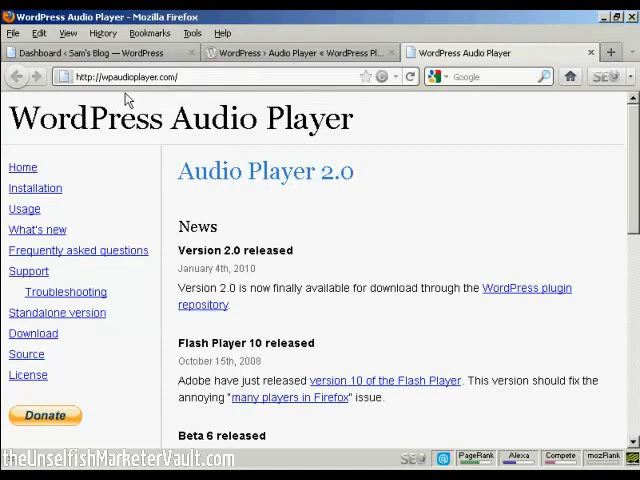 WordPress Audio Player - Mozilla Firefox
File Edit View History Bookmarks Tools Help
Dashboard ‹ Sam's Blog — WordPress
WordPress › Audio Player « WordPress Pl...
WordPress Audio Player
http://wpaudioplayer.com/
Google
SEO
WordPress Audio Player
Home
Installation
Usage
What's new
Frequently asked questions
Support
Troubleshooting
Standalone version
Download
Source
License
Donate
Audio Player 2.0
News
Version 2.0 released
January 4th, 2010
Version 2.0 is now finally available for download through the WordPress plugin
repository.
Flash Player 10 released
October 15th, 2008
Adobe have just released version 10 of the Flash Player. This version should fix the
annoying "many players in Firefox" issue.
Beta 6 released
theUnselfishMarketerVault.com
SEO PageRank Alexa Compete mozRank